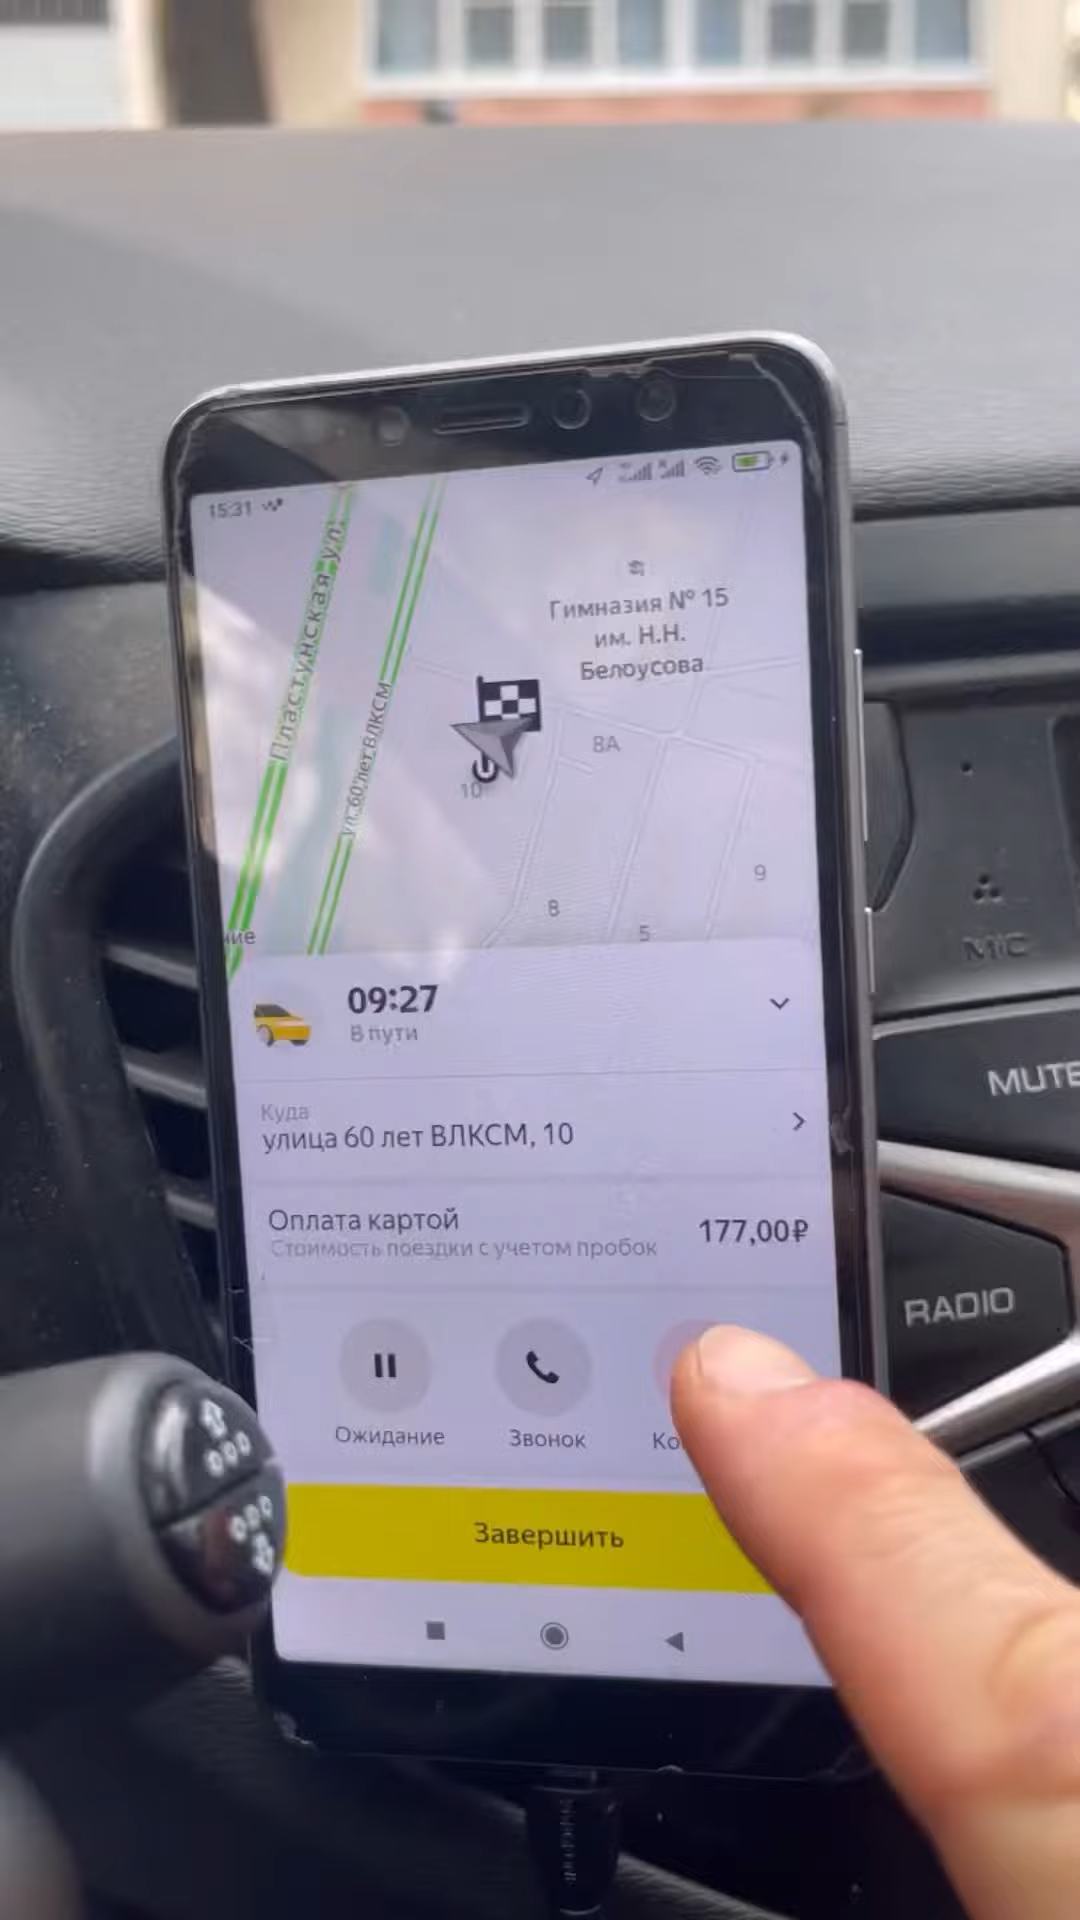 15:31
Пластунская ул.
ул. 60 лет ВЛКСМ
Гимназия № 15
им. Н.Н.
Белоусова
8А
10
9
8
5
ние
09:27
В пути
Куда
улица 60 лет ВЛКСМ, 10
Оплата картой
177,00₽
Стоимость поездки с учетом пробок
Ожидание
Звонок
Ко
Завершить
MIC
MUTE
RADIO